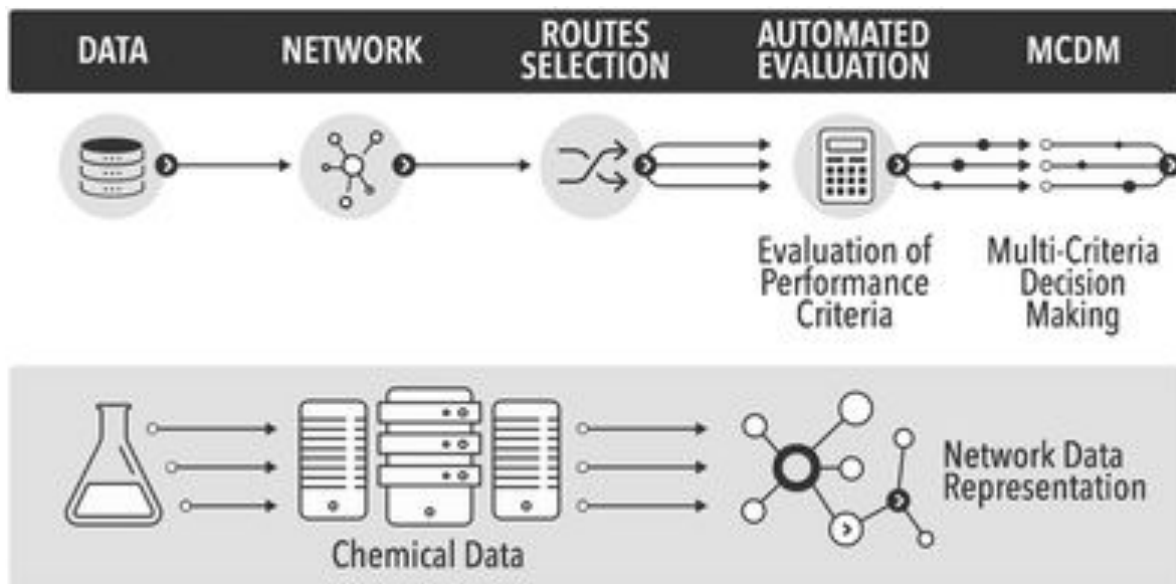 DATA
NETWORK
ROUTES
SELECTION
AUTOMATED
EVALUATION
MCDM
Evaluation of
Performance
Criteria
Multi-Criteria
Decision
Making
Chemical Data
Network Data
Representation